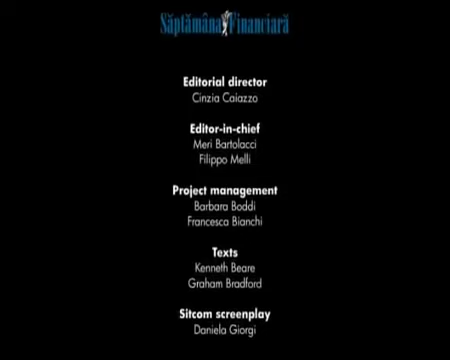 Săptămâna Financiară
Editorial director
Cinzia Caiazzo
Editor-in-chief
Meri Bartolacci
Filippo Melli
Project management
Barbara Boddi
Francesca Bianchi
Texts
Kenneth Beare
Graham Bradford
Sitcom screenplay
Daniela Giorgi